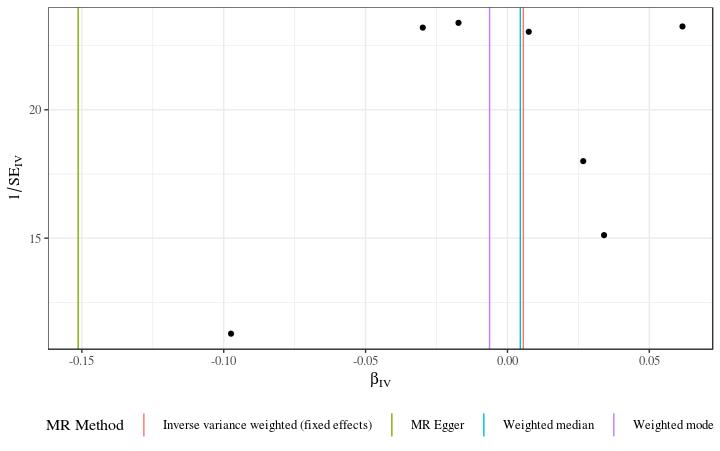 20
15
1/SE_IV
-0.15 -0.10 -0.05 0.00 0.05
β_IV
MR Method Inverse variance weighted (fixed effects) MR Egger Weighted median Weighted mode